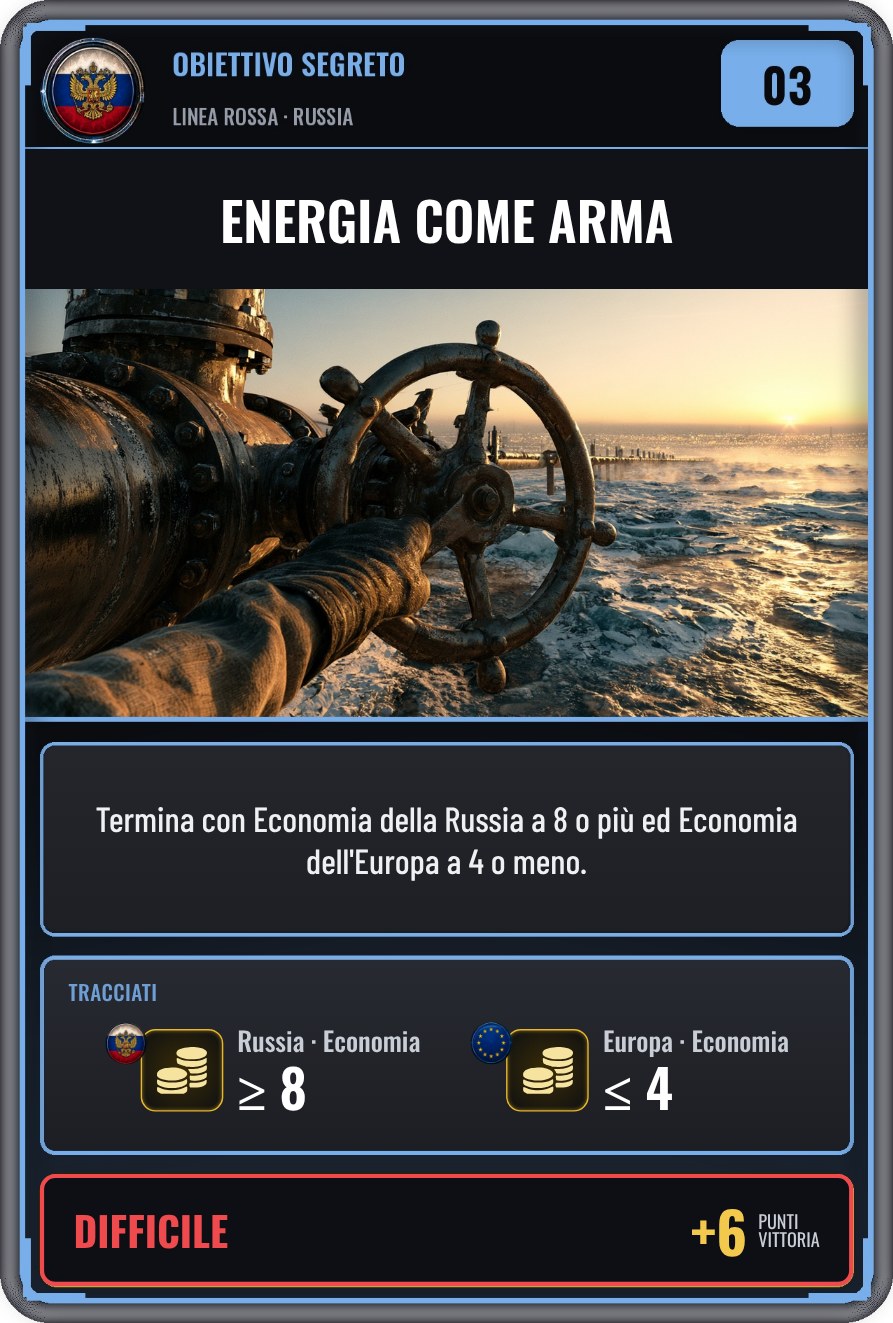 OBIETTIVO SEGRETO
LINEA ROSSA · RUSSIA
03
ENERGIA COME ARMA
Termina con Economia della Russia a 8 o più ed Economia
dell'Europa a 4 o meno.
TRACCIATI
Russia · Economia
≥ 8
Europa · Economia
≤ 4
DIFFICILE
+6
PUNTI
VITTORIA